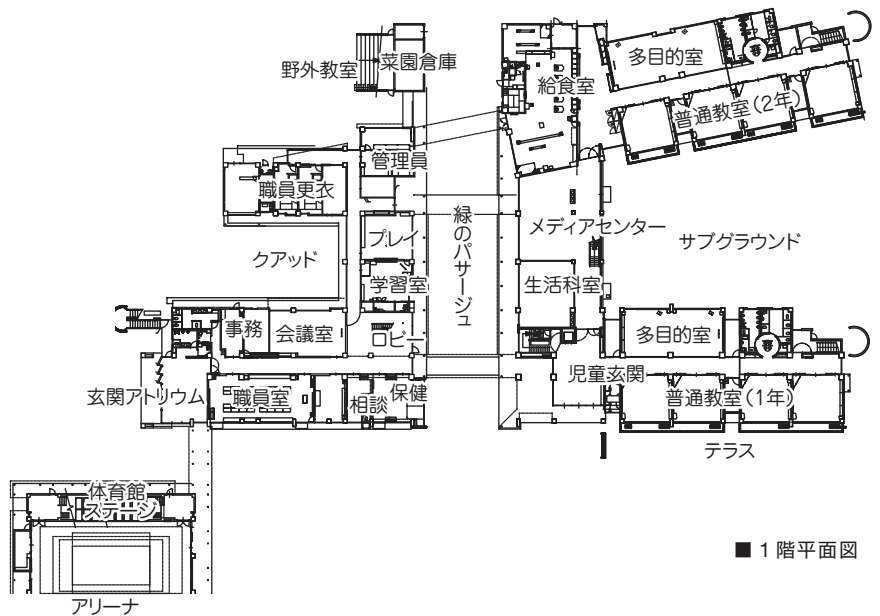 野外教室
菜園倉庫
給食室
多目的室
普通教室（2年）
管理員
職員更衣
緑のパサージュ
メディアセンター
サブグラウンド
クアッド
プレイ
学習室
生活科室
事務
会議室
ロビー
多目的室
玄関アトリウム
職員室
相談
保健
児童玄関
普通教室（1年）
テラス
体育館
ステージ
アリーナ
■ 1 階平面図